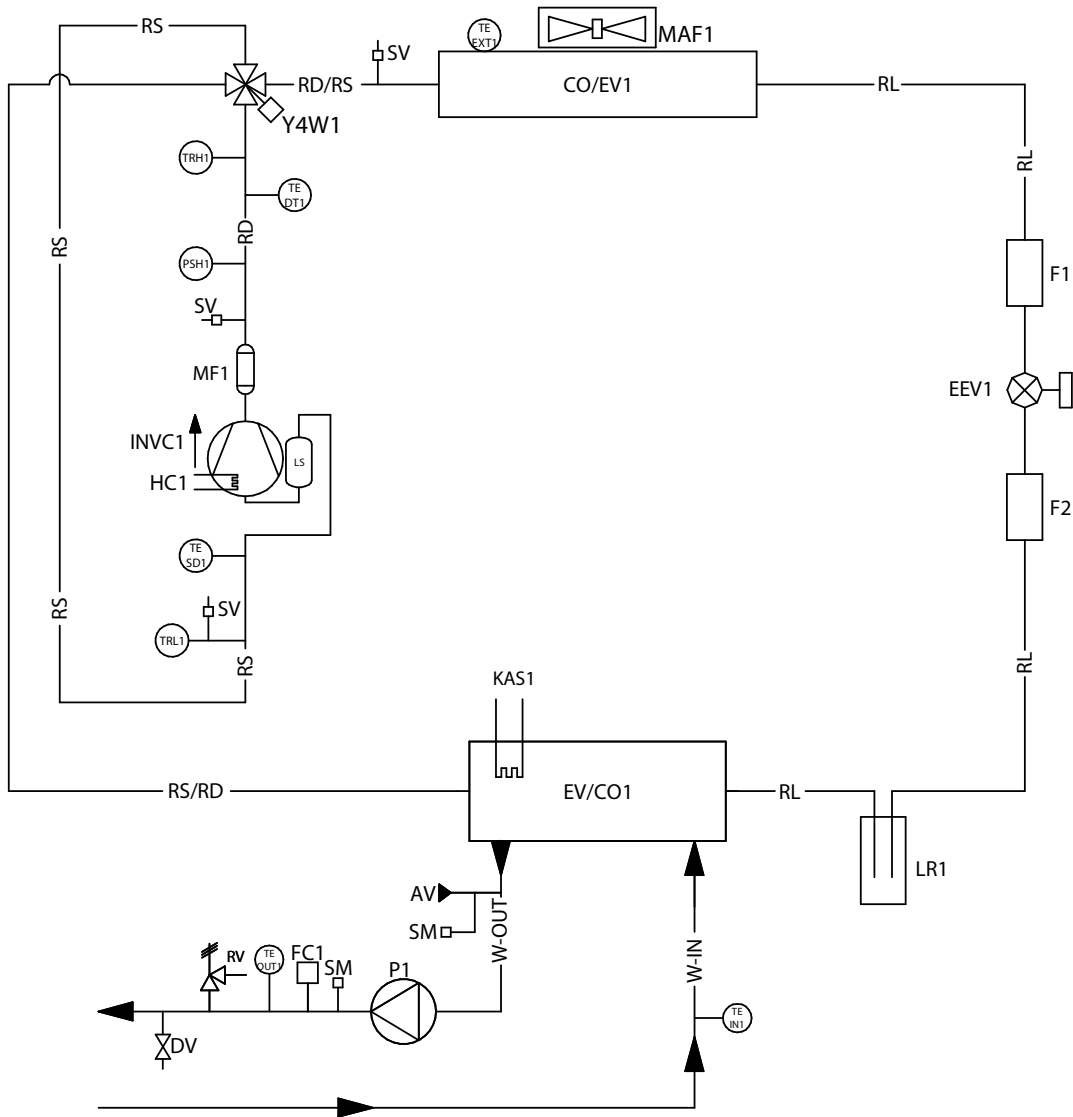 RS
TE
EXT1
MAF1
SV
RD/RS
CO/EV1
RL
Y4W1
TRH1
TE
DT1
RL
RD
RS
PSH1
F1
SV
MF1
EEV1
INVC1
LS
HC1
F2
TE
SD1
RS
SV
TRL1
RS
RL
KAS1
RS/RD
EV/CO1
RL
LR1
AV
SM
W-OUT
W-IN
RV
TE
OUT1
FC1
SM
P1
TE
IN1
DV